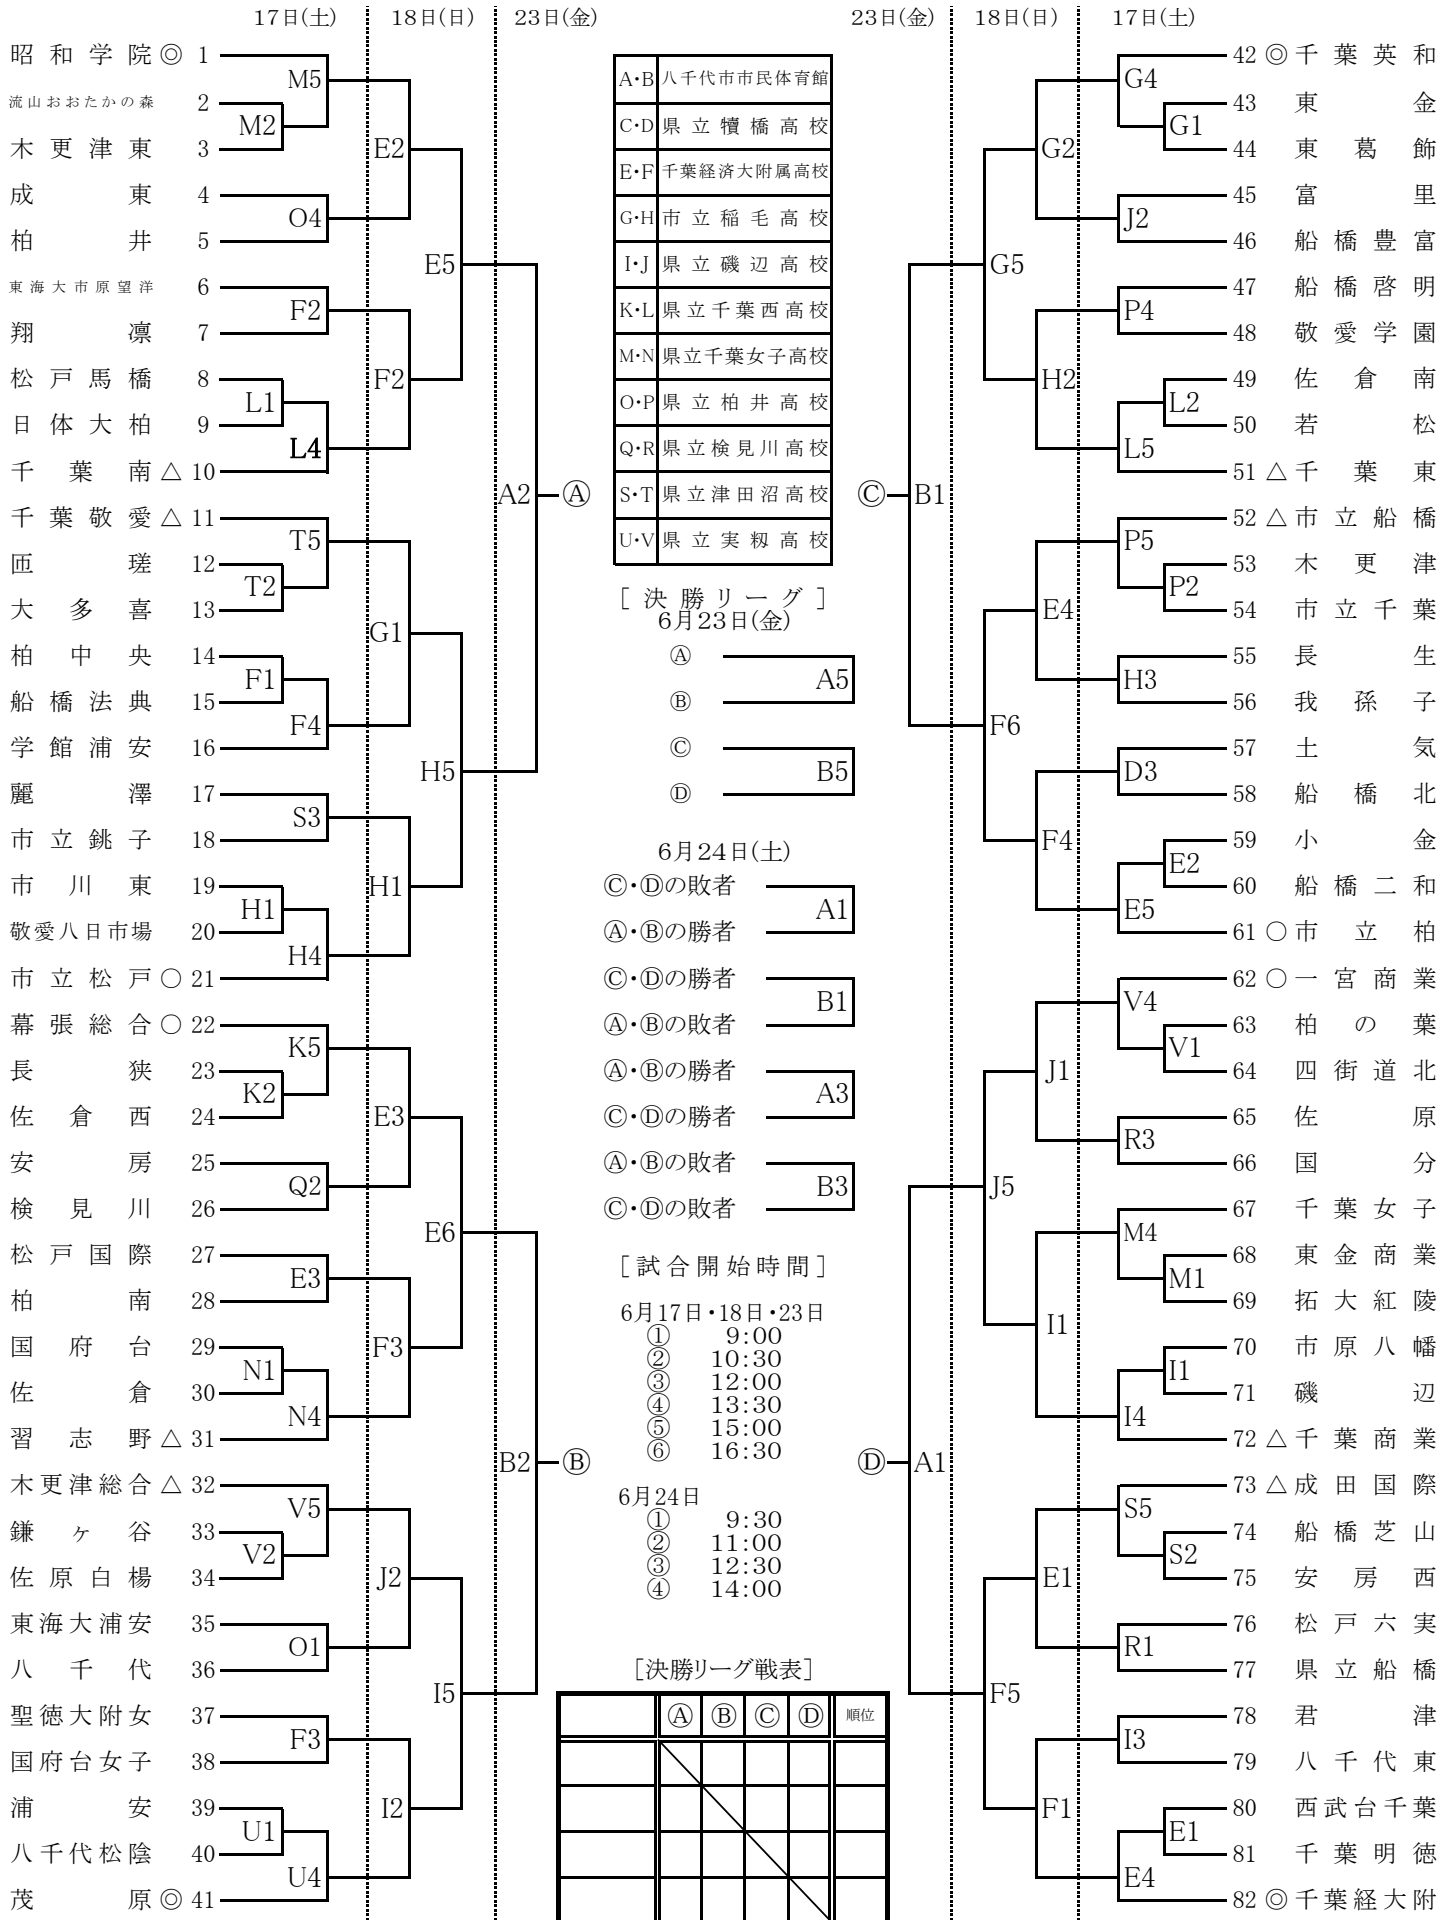 17日(土) 18日(日) 23日(金) 23日(金) 18日(日) 17日(土)
昭和学院◎ 1
流山おおたかの森 2
木更津東 3
成東 4
柏井 5
東海大市原望洋 6
翔凛 7
松戸馬橋 8
日体大柏 9
千葉南△ 10
千葉敬愛△ 11
匝瑳 12
大多喜 13
柏中央 14
船橋法典 15
学館浦安 16
麗澤 17
市立銚子 18
市川東 19
敬愛八日市場 20
市立松戸○ 21
幕張総合○ 22
長狭 23
佐倉西 24
安房 25
検見川 26
松戸国際 27
柏南 28
国府台 29
佐倉 30
習志野△ 31
木更津総合△ 32
鎌ヶ谷 33
佐原白楊 34
東海大浦安 35
八千代 36
聖徳大附女 37
国府台女子 38
浦安 39
八千代松陰 40
茂原◎ 41
M5
M2
O4
F2
L1
L4
T5
T2
F1
F4
S3
H1
H4
K5
K2
Q2
E3
N1
N4
V5
V2
O1
F3
U1
U4
E2
F2
G1
H1
E3
F3
J2
I2
E5
H5
E6
I5
A2 Ⓐ
B2 Ⓑ
A・B 八千代市市民体育館
C・D 県立犢橋高校
E・F 千葉経済大附属高校
G・H 市立稲毛高校
I・J 県立磯辺高校
K・L 県立千葉西高校
M・N 県立千葉女子高校
O・P 県立柏井高校
Q・R 県立検見川高校
S・T 県立津田沼高校
U・V 県立実籾高校
[決勝リーグ]
6月23日(金)
Ⓐ
A5
Ⓑ
Ⓒ
B5
Ⓓ
6月24日(土)
Ⓒ・Ⓓの敗者
A1
Ⓐ・Ⓑの勝者
Ⓒ・Ⓓの勝者
B1
Ⓐ・Ⓑの敗者
Ⓐ・Ⓑの勝者
A3
Ⓒ・Ⓓの勝者
Ⓐ・Ⓑの敗者
B3
Ⓒ・Ⓓの敗者
[試合開始時間]
6月17日・18日・23日
① 9:00
② 10:30
③ 12:00
④ 13:30
⑤ 15:00
⑥ 16:30
6月24日
① 9:30
② 11:00
③ 12:30
④ 14:00
[決勝リーグ戦表]
Ⓐ Ⓑ Ⓒ Ⓓ 順位
Ⓒ B1
Ⓓ A1
G5
F6
J5
F5
G2
H2
E4
F4
J1
I1
E1
F1
G4
G1
J2
P4
L2
L5
P5
P2
H3
D3
E2
E5
V4
V1
R3
M4
M1
I1
I4
S5
S2
R1
I3
E1
E4
42 ◎千葉英和
43 東金
44 東葛飾
45 富里
46 船橋豊富
47 船橋啓明
48 敬愛学園
49 佐倉南
50 若松
51 △千葉東
52 △市立船橋
53 木更津
54 市立千葉
55 長生
56 我孫子
57 土気
58 船橋北
59 小金
60 船橋二和
61 ○市立柏
62 ○一宮商業
63 柏の葉
64 四街道北
65 佐原
66 国分
67 千葉女子
68 東金商業
69 拓大紅陵
70 市原八幡
71 磯辺
72 △千葉商業
73 △成田国際
74 船橋芝山
75 安房西
76 松戸六実
77 県立船橋
78 君津
79 八千代東
80 西武台千葉
81 千葉明徳
82 ◎千葉経大附